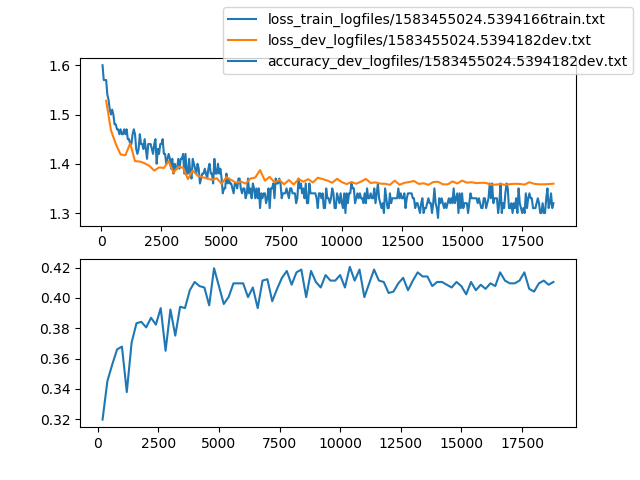 loss_train_logfiles/1583455024.5394166train.txt
loss_dev_logfiles/1583455024.5394182dev.txt
accuracy_dev_logfiles/1583455024.5394182dev.txt
1.6
1.5
1.4
1.3
0 2500 5000 7500 10000 12500 15000 17500
0.42
0.40
0.38
0.36
0.34
0.32
0 2500 5000 7500 10000 12500 15000 17500